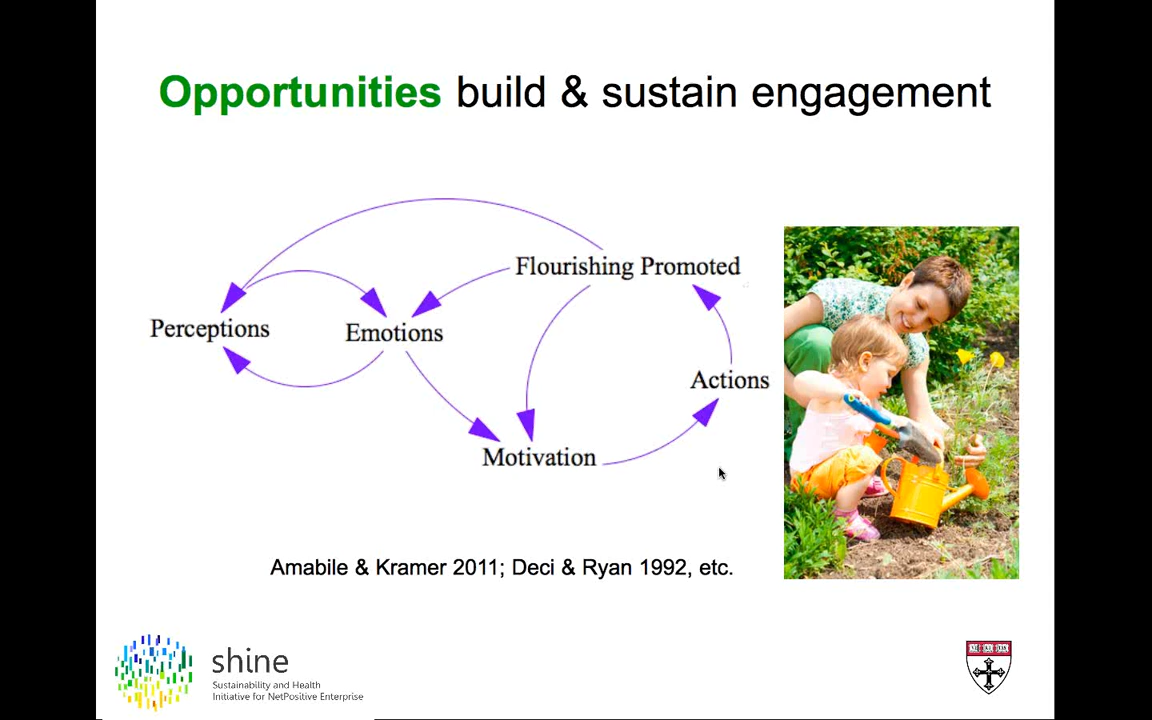 Opportunities build & sustain engagement
Flourishing Promoted
Perceptions
Emotions
Actions
Motivation
Amabile & Kramer 2011; Deci & Ryan 1992, etc.
shine
Sustainability and Health
Initiative for NetPositive Enterprise